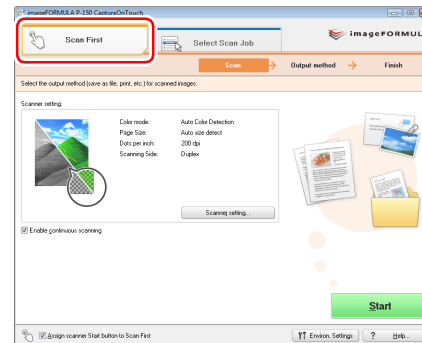 imageFORMULA P-150 CaptureOnTouch
Scan First
Select Scan Job
imageFORMUL
Scan
Output method
Finish
Select the output method (save as file, print, etc.) for scanned images.
Scanner setting:
Color mode: Auto Color Detection
Page Size: Auto size detect
Dots per inch: 200 dpi
Scanning Side: Duplex
Scanner setting...
Enable continuous scanning
Start
Assign scanner Start button to Scan First
Environ. Settings
? Help...